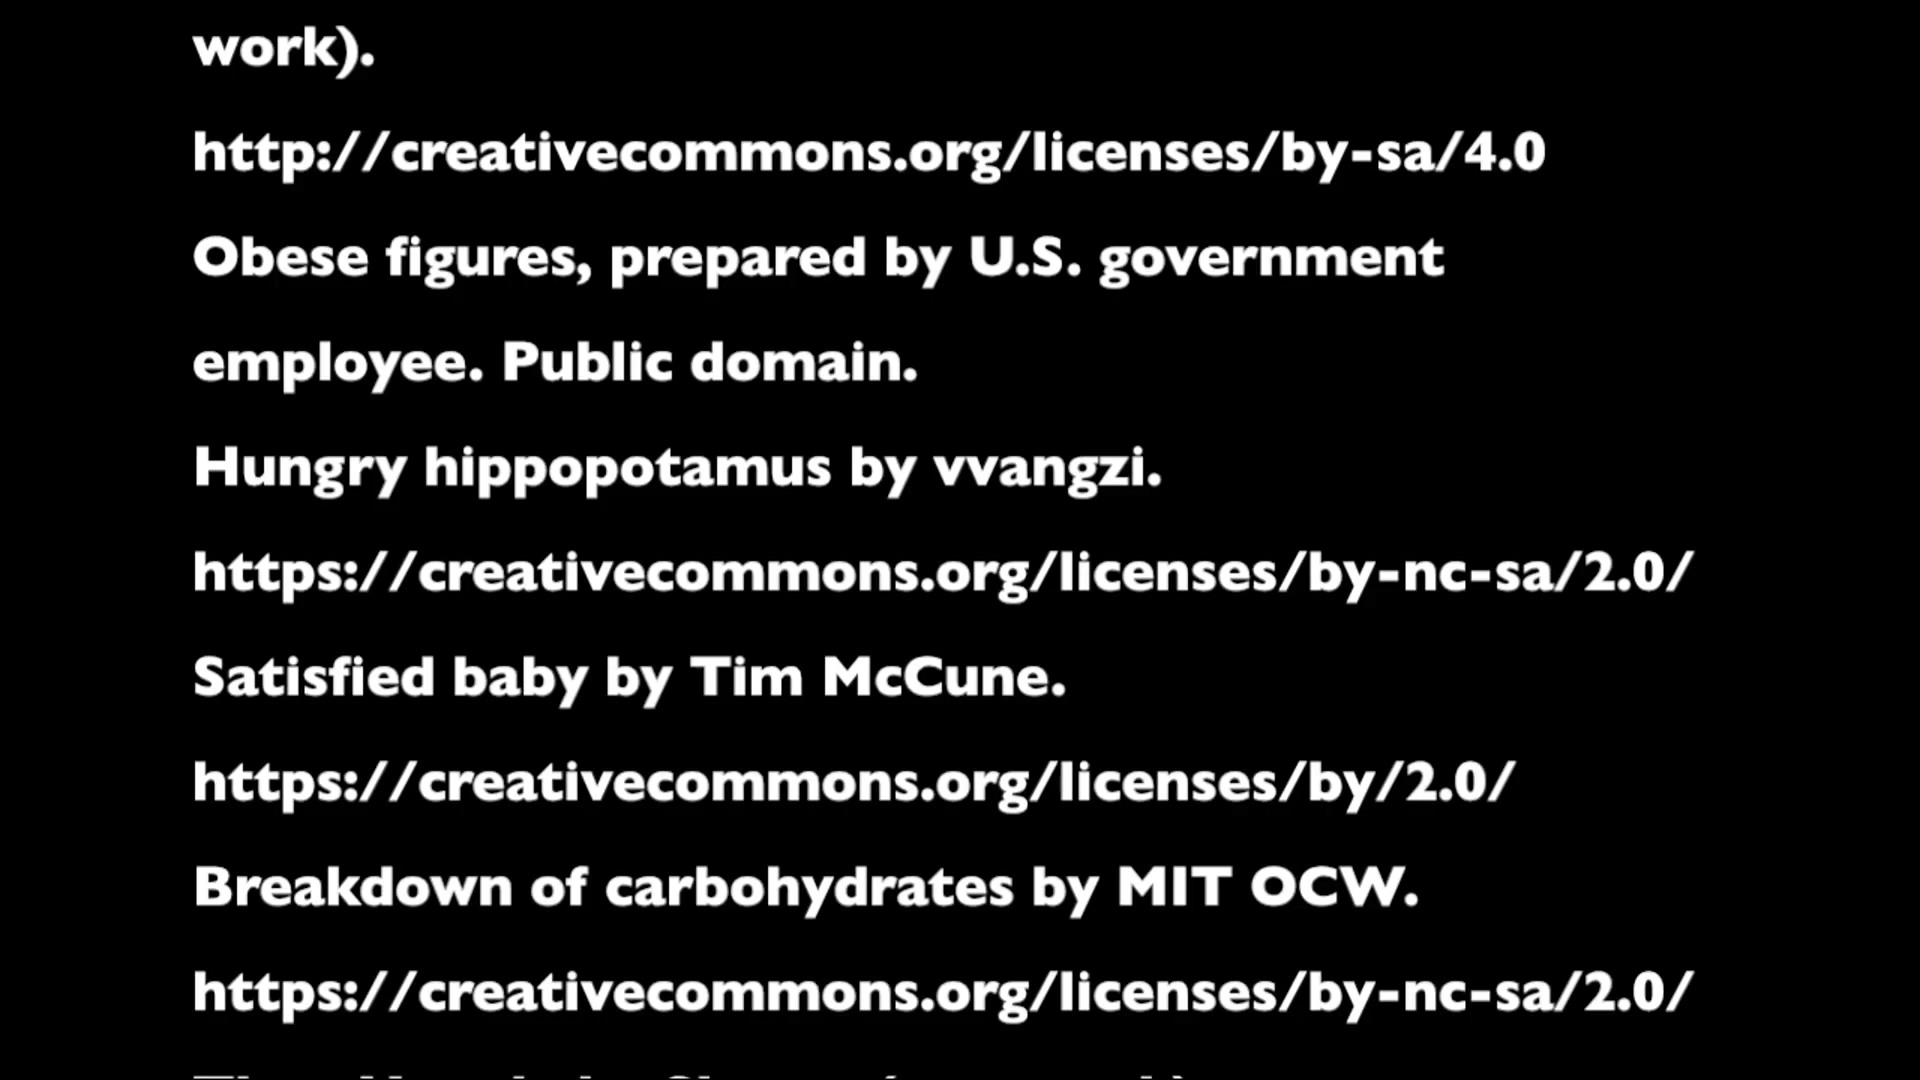 work).
http://creativecommons.org/licenses/by-sa/4.0
Obese figures, prepared by U.S. government
employee. Public domain.
Hungry hippopotamus by vvangzi.
https://creativecommons.org/licenses/by-nc-sa/2.0/
Satisfied baby by Tim McCune.
https://creativecommons.org/licenses/by/2.0/
Breakdown of carbohydrates by MIT OCW.
https://creativecommons.org/licenses/by-nc-sa/2.0/